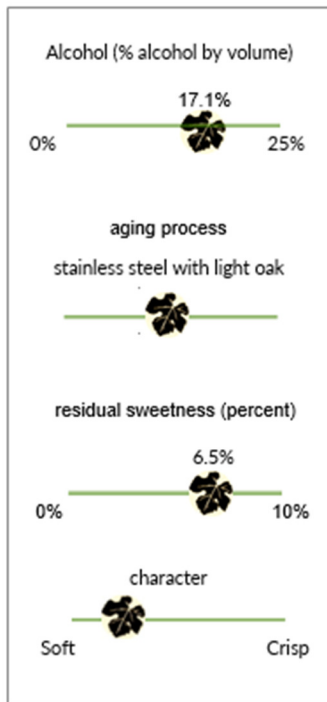 Alcohol (% alcohol by volume)
17.1%
0% 25%
aging process
stainless steel with light oak
residual sweetness (percent)
6.5%
0% 10%
character
Soft Crisp